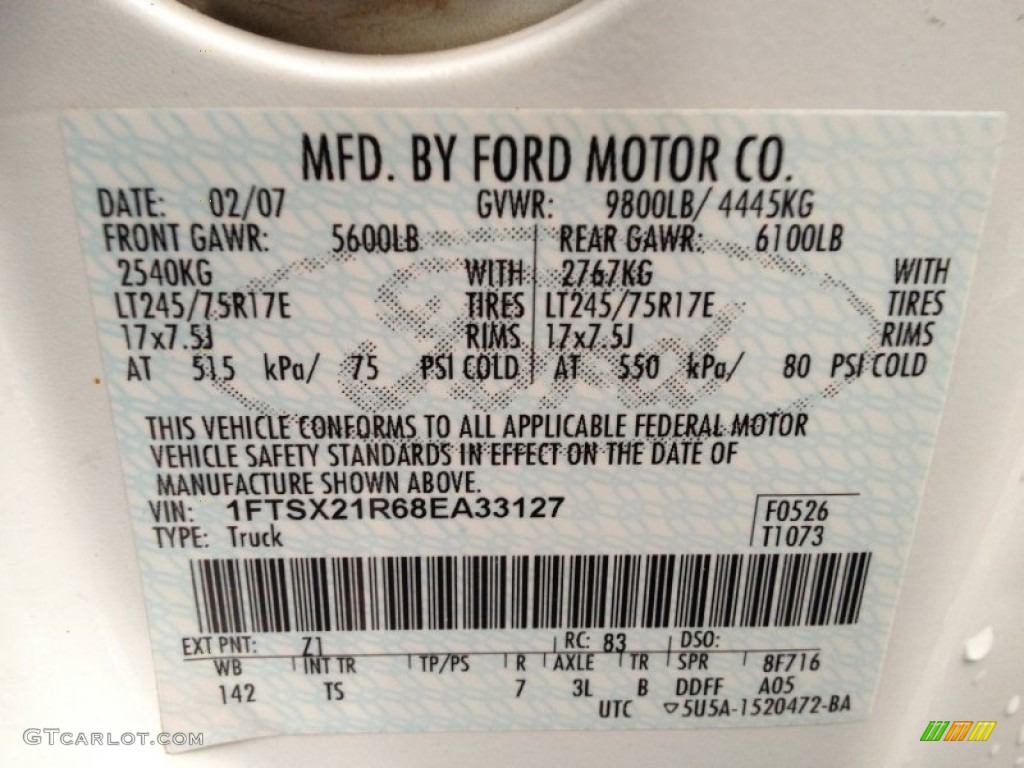 MFD. BY FORD MOTOR CO.
DATE: 02/07 GVWR: 9800LB/ 4445KG
FRONT GAWR: 5600LB REAR GAWR: 6100LB
2540KG WITH 2767KG WITH
LT245/75R17E TIRES LT245/75R17E TIRES
17x7.5J RIMS 17x7.5J RIMS
AT 515 kPa/ 75 PSI COLD AT 550 kPa/ 80 PSI COLD
THIS VEHICLE CONFORMS TO ALL APPLICABLE FEDERAL MOTOR
VEHICLE SAFETY STANDARDS IN EFFECT ON THE DATE OF
MANUFACTURE SHOWN ABOVE.
VIN: 1FTSX21R68EA33127 F0526
TYPE: Truck T1073
EXT PNT: Z1 RC: 83 DSO:
WB INT TR TP/PS R AXLE TR SPR 8F716
142 TS 7 3L B DDFF A05
UTC ▽5U5A-1520472-BA
GTCarlot.com